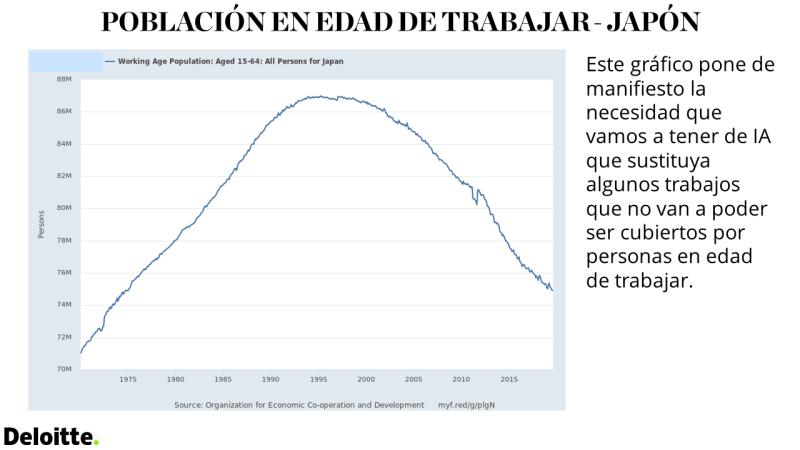 POBLACIÓN EN EDAD DE TRABAJAR - JAPÓN
Working Age Population: Aged 15-64: All Persons for Japan
88M
86M
84M
82M
80M
78M
76M
74M
72M
70M
Persons
1975 1980 1985 1990 1995 2000 2005 2010 2015
Source: Organization for Economic Co-operation and Development myf.red/g/plgN
Este gráfico pone de
manifiesto la
necesidad que
vamos a tener de IA
que sustituya
algunos trabajos
que no van a poder
ser cubiertos por
personas en edad
de trabajar.
Deloitte.